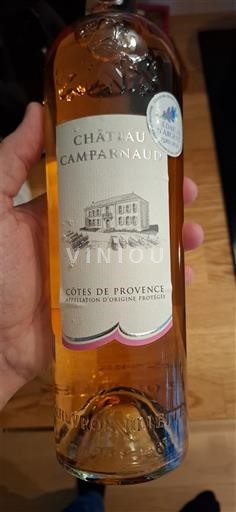 CHÂTEAU
CAMPARNAUD
VINIOU
CÔTES DE PROVENCE
APPELLATION D'ORIGINE PROTÉGÉE